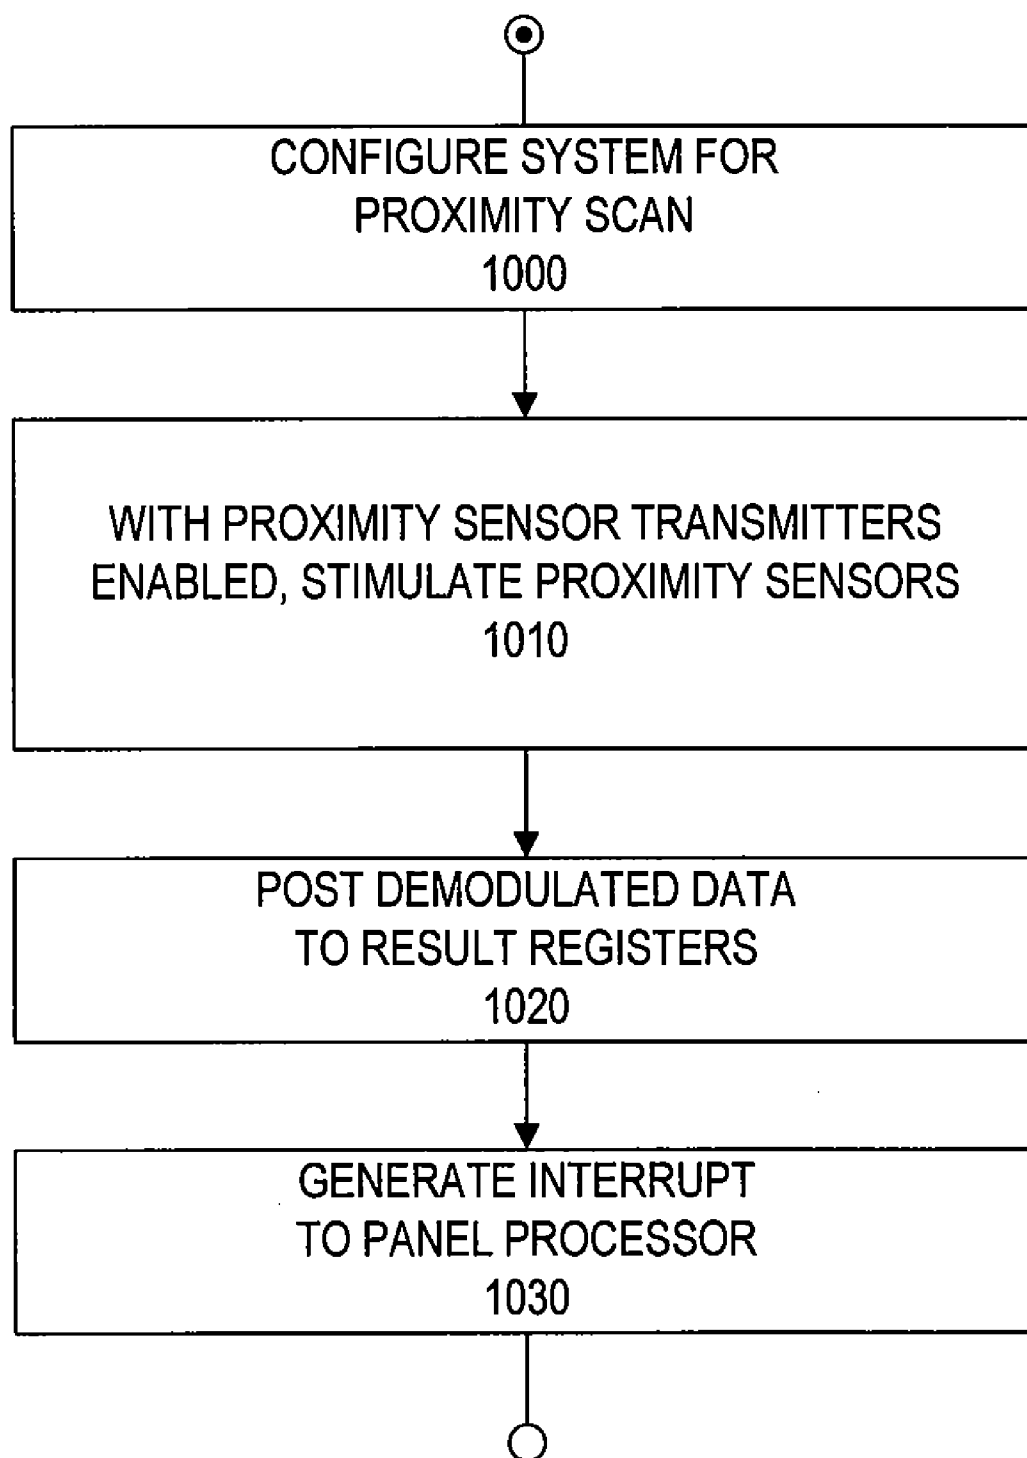 CONFIGURE SYSTEM FOR
PROXIMITY SCAN
1000
WITH PROXIMITY SENSOR TRANSMITTERS
ENABLED, STIMULATE PROXIMITY SENSORS
1010
POST DEMODULATED DATA
TO RESULT REGISTERS
1020
GENERATE INTERRUPT
TO PANEL PROCESSOR
1030